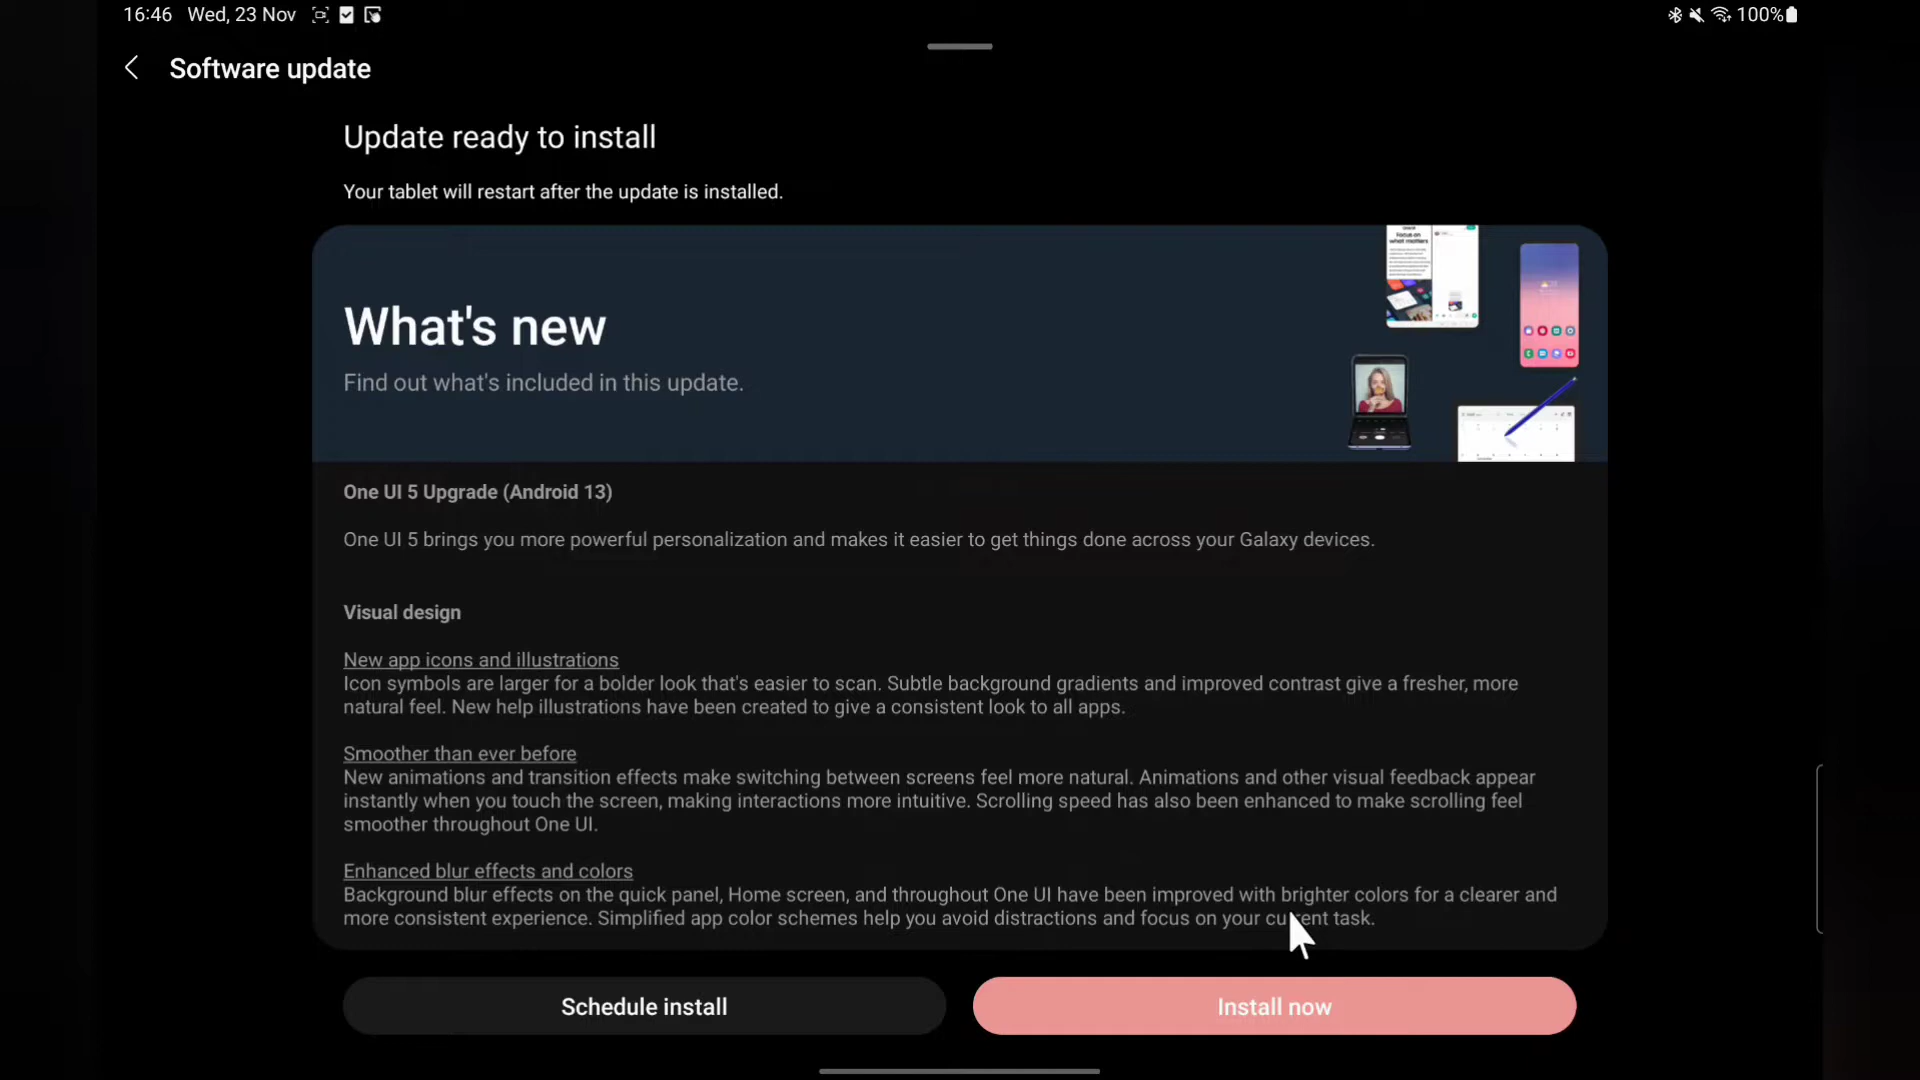 16:46 Wed, 23 Nov 100%
Software update
Update ready to install
Your tablet will restart after the update is installed.
Focus on
what matters
What's new
Find out what's included in this update.
One UI 5 Upgrade (Android 13)
One UI 5 brings you more powerful personalization and makes it easier to get things done across your Galaxy devices.
Visual design
New app icons and illustrations
Icon symbols are larger for a bolder look that's easier to scan. Subtle background gradients and improved contrast give a fresher, more
natural feel. New help illustrations have been created to give a consistent look to all apps.
Smoother than ever before
New animations and transition effects make switching between screens feel more natural. Animations and other visual feedback appear
instantly when you touch the screen, making interactions more intuitive. Scrolling speed has also been enhanced to make scrolling feel
smoother throughout One UI.
Enhanced blur effects and colors
Background blur effects on the quick panel, Home screen, and throughout One UI have been improved with brighter colors for a clearer and
more consistent experience. Simplified app color schemes help you avoid distractions and focus on your current task.
Schedule install
Install now